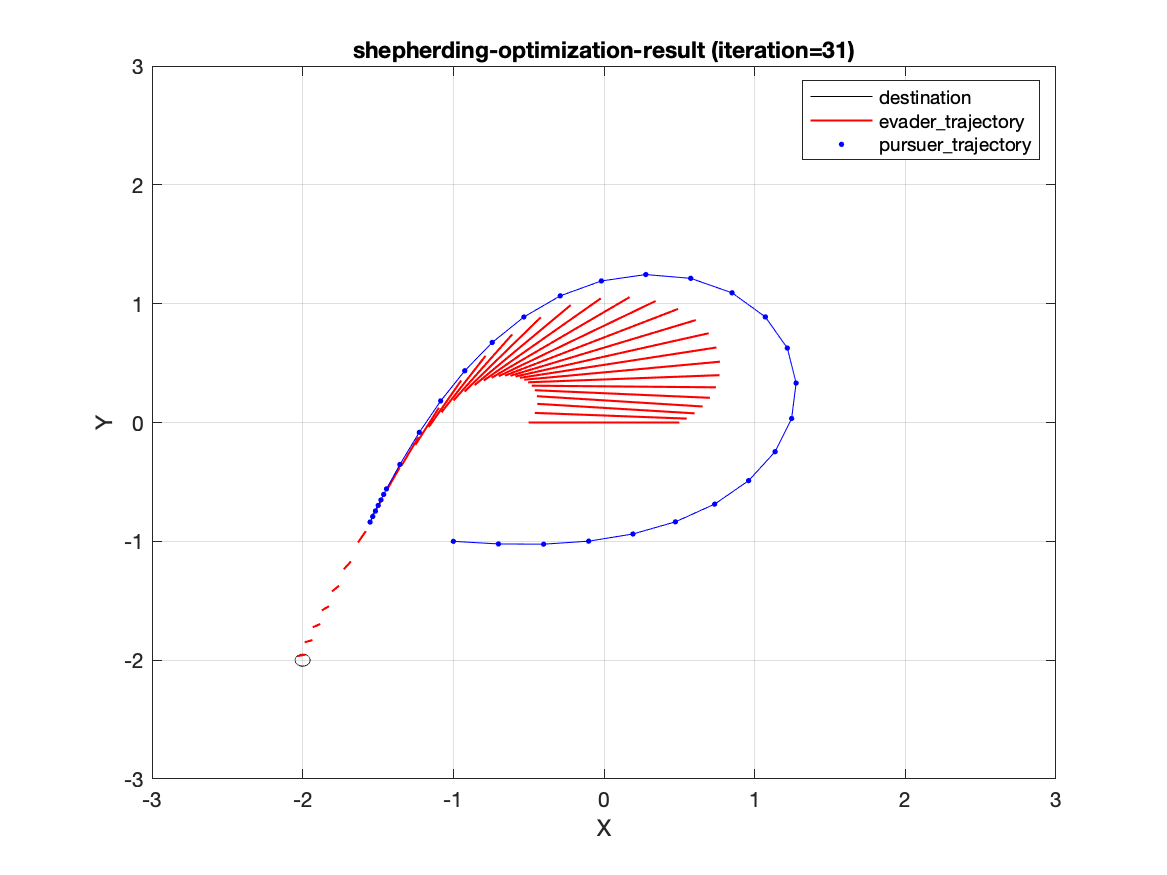 shepherding-optimization-result (iteration=31)
destination
evader_trajectory
pursuer_trajectory
3
2
1
0
-1
-2
-3
Y
-3
-2
-1
0
1
2
3
X